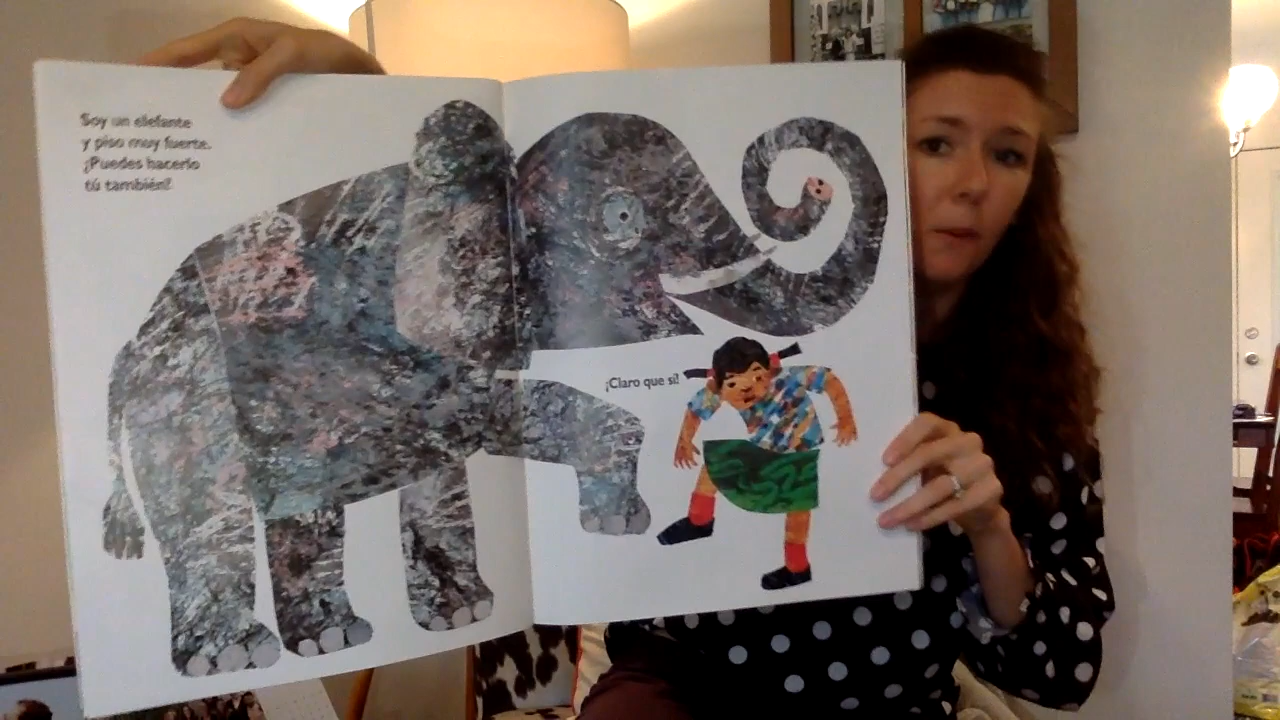 Soy un elefante
y piso muy fuerte.
¿Puedes hacerlo
tú también?
¡Claro que sí!